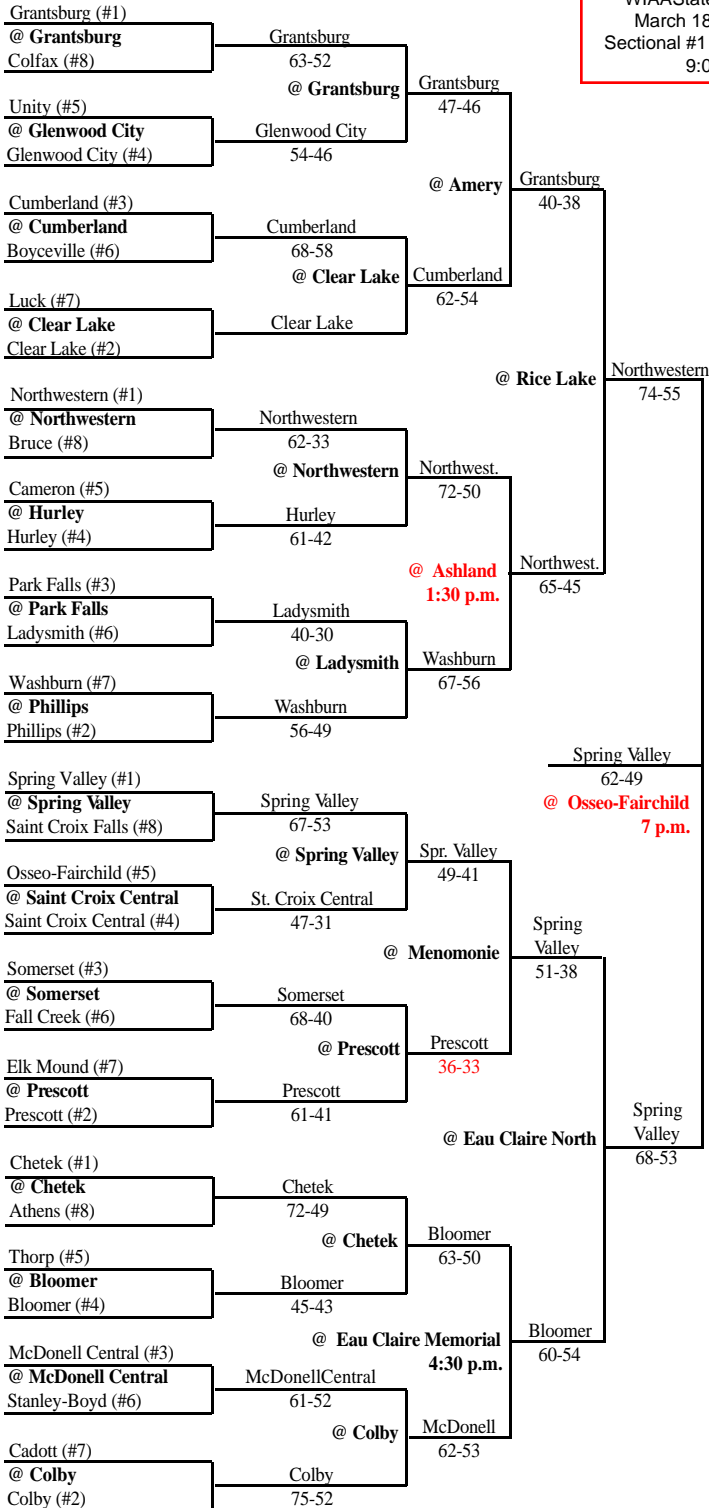 WIAAState
March 18
Sectional #1
9:0
Grantsburg (#1)
@ Grantsburg
Colfax (#8)
Unity (#5)
@ Glenwood City
Glenwood City (#4)
Cumberland (#3)
@ Cumberland
Boyceville (#6)
Luck (#7)
@ Clear Lake
Clear Lake (#2)
Northwestern (#1)
@ Northwestern
Bruce (#8)
Cameron (#5)
@ Hurley
Hurley (#4)
Park Falls (#3)
@ Park Falls
Ladysmith (#6)
Washburn (#7)
@ Phillips
Phillips (#2)
Spring Valley (#1)
@ Spring Valley
Saint Croix Falls (#8)
Osseo-Fairchild (#5)
@ Saint Croix Central
Saint Croix Central (#4)
Somerset (#3)
@ Somerset
Fall Creek (#6)
Elk Mound (#7)
@ Prescott
Prescott (#2)
Chetek (#1)
@ Chetek
Athens (#8)
Thorp (#5)
@ Bloomer
Bloomer (#4)
McDonell Central (#3)
@ McDonell Central
Stanley-Boyd (#6)
Cadott (#7)
@ Colby
Colby (#2)
Grantsburg
63-52
@ Grantsburg
Glenwood City
54-46
Cumberland
68-58
@ Clear Lake
Clear Lake
Northwestern
62-33
@ Northwestern
Hurley
61-42
Ladysmith
40-30
@ Ladysmith
Washburn
56-49
Spring Valley
67-53
@ Spring Valley
St. Croix Central
47-31
Somerset
68-40
@ Prescott
Prescott
61-41
Chetek
72-49
@ Chetek
Bloomer
45-43
McDonellCentral
61-52
@ Colby
Colby
75-52
Grantsburg
47-46
@ Amery
Cumberland
62-54
Northwest.
72-50
@ Ashland
1:30 p.m.
Washburn
67-56
Spr. Valley
49-41
@ Menomonie
Prescott
36-33
Bloomer
63-50
@ Eau Claire Memorial
4:30 p.m.
McDonell
62-53
Grantsburg
40-38
@ Rice Lake
Northwest.
65-45
Spring
Valley
51-38
@ Eau Claire North
Bloomer
60-54
Northwestern
74-55
Spring Valley
62-49
@ Osseo-Fairchild
7 p.m.
Spring
Valley
68-53